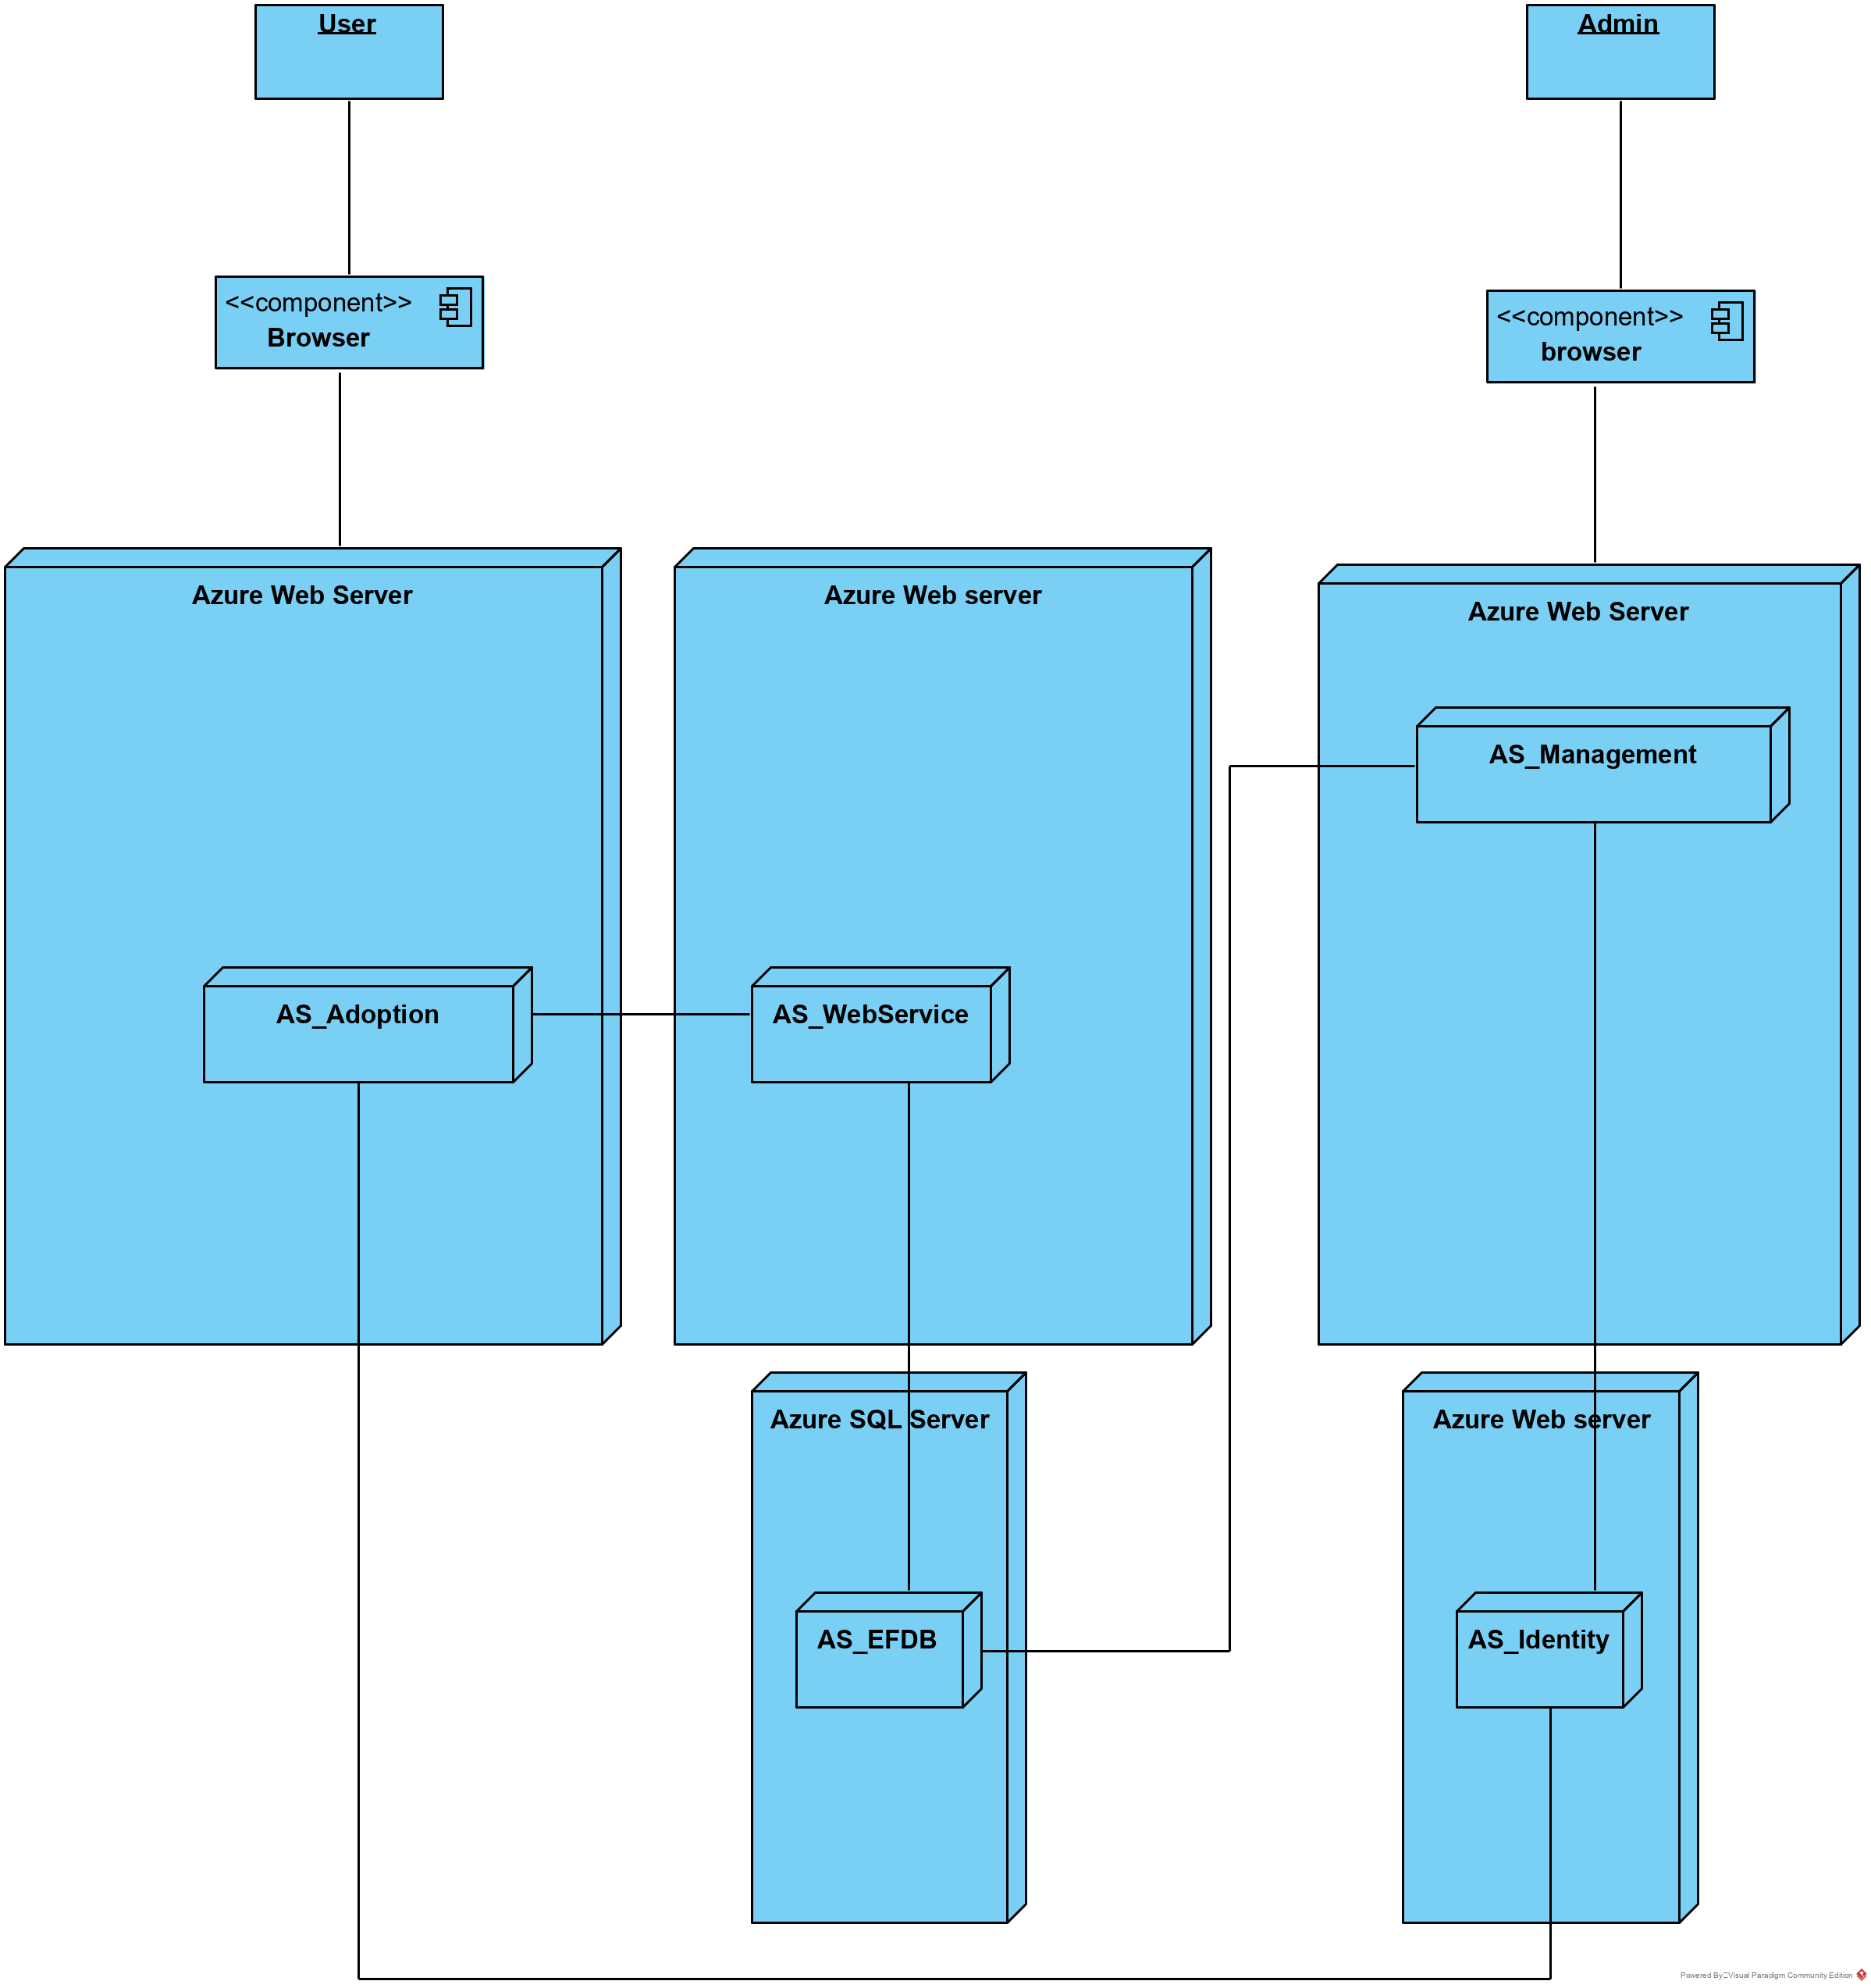 User
Admin
<<component>>
Browser
<<component>>
browser
Azure Web Server
Azure Web server
Azure Web Server
AS_Management
AS_Adoption
AS_WebService
Azure SQL Server
Azure Web server
AS_EFDB
AS_Identity
Powered By Visual Paradigm Community Edition